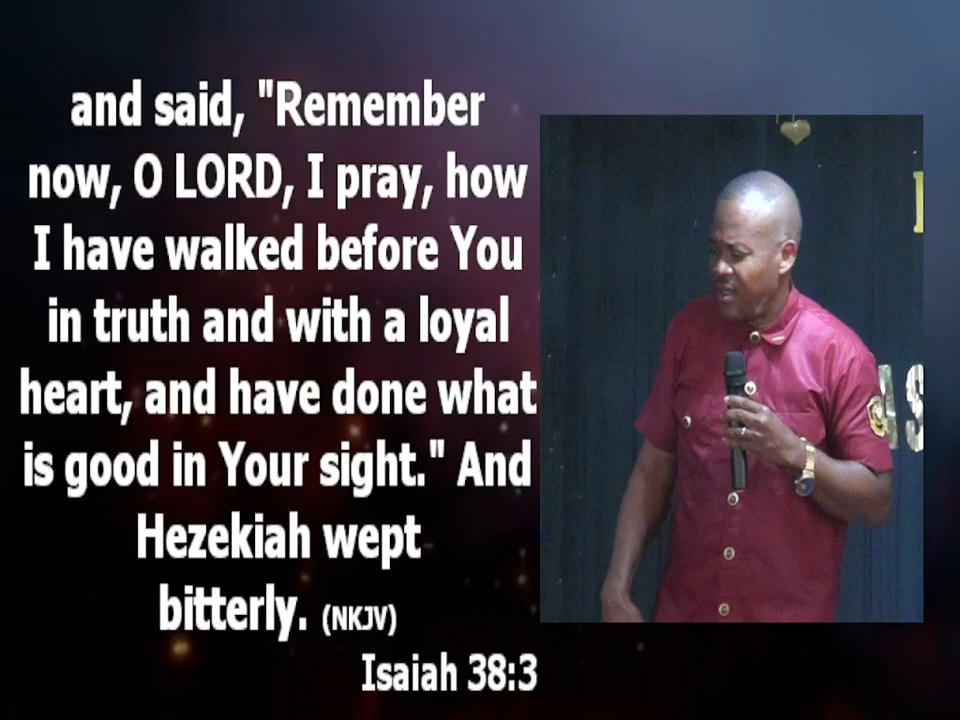 and said, "Remember
now, O LORD, I pray, how
I have walked before You
in truth and with a loyal
heart, and have done what
is good in Your sight." And
Hezekiah wept
bitterly. (NKJV)
Isaiah 38:3